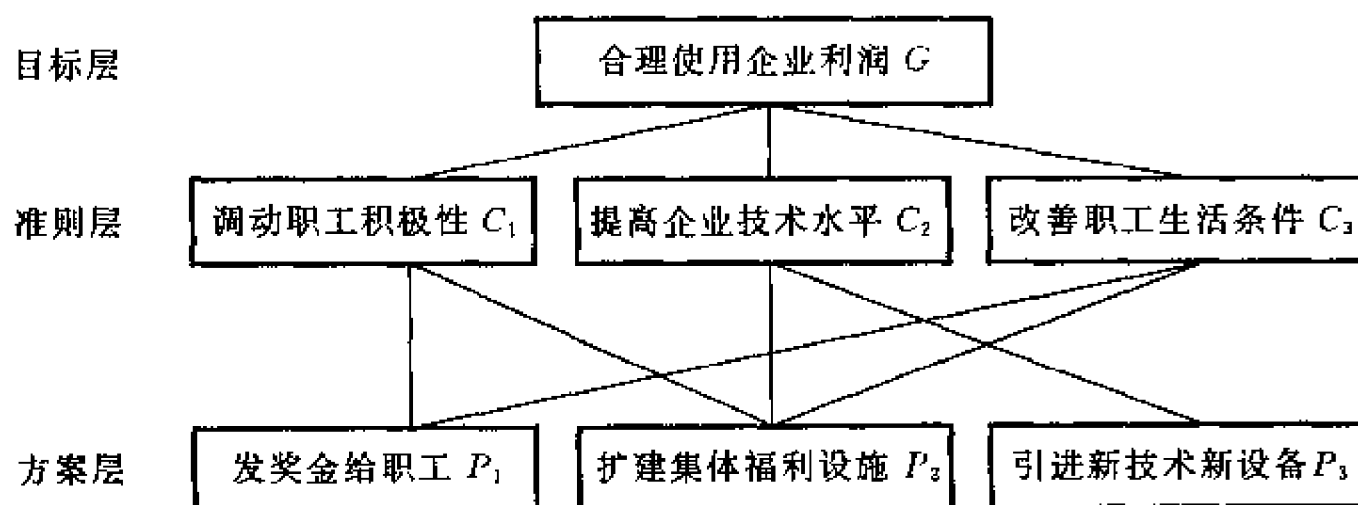 目标层 合理使用企业利润 G
准则层 调动职工积极性 C₁ 提高企业技术水平 C₂ 改善职工生活条件 C₃
方案层 发奖金给职工 P₁ 扩建集体福利设施 P₂ 引进新技术新设备P₃